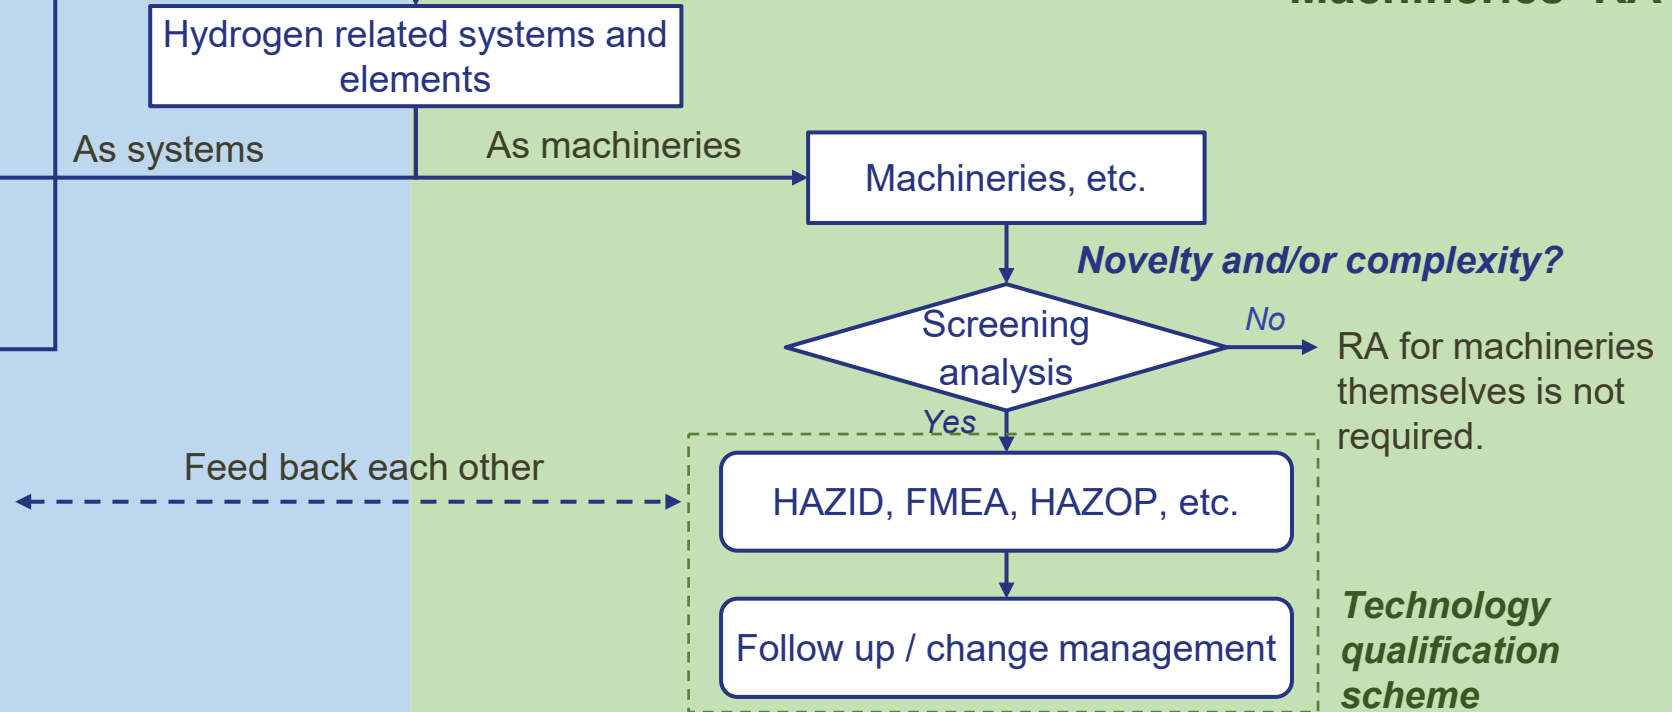 Machineries' RA
Hydrogen related systems and
elements
As systems
As machineries
Machineries, etc.
Novelty and/or complexity?
Screening
analysis
No
RA for machineries
themselves is not
required.
Yes
Feed back each other
HAZID, FMEA, HAZOP, etc.
Follow up / change management
Technology
qualification
scheme